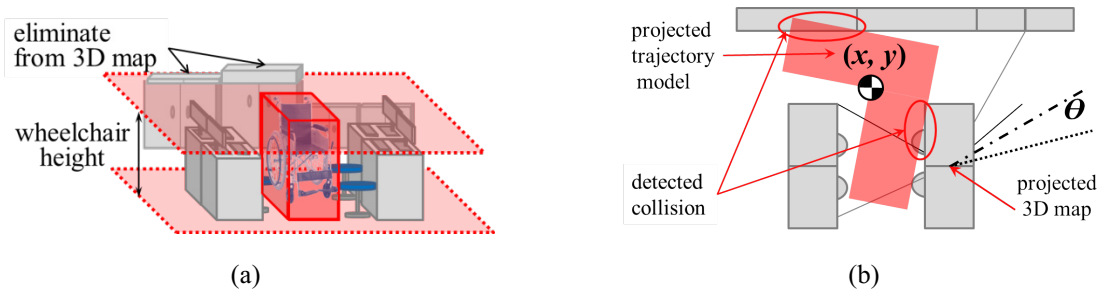 eliminate
from 3D map
wheelchair
height
(a)
projected
trajectory
model
(x, y)
θ
detected
collision
projected
3D map
(b)